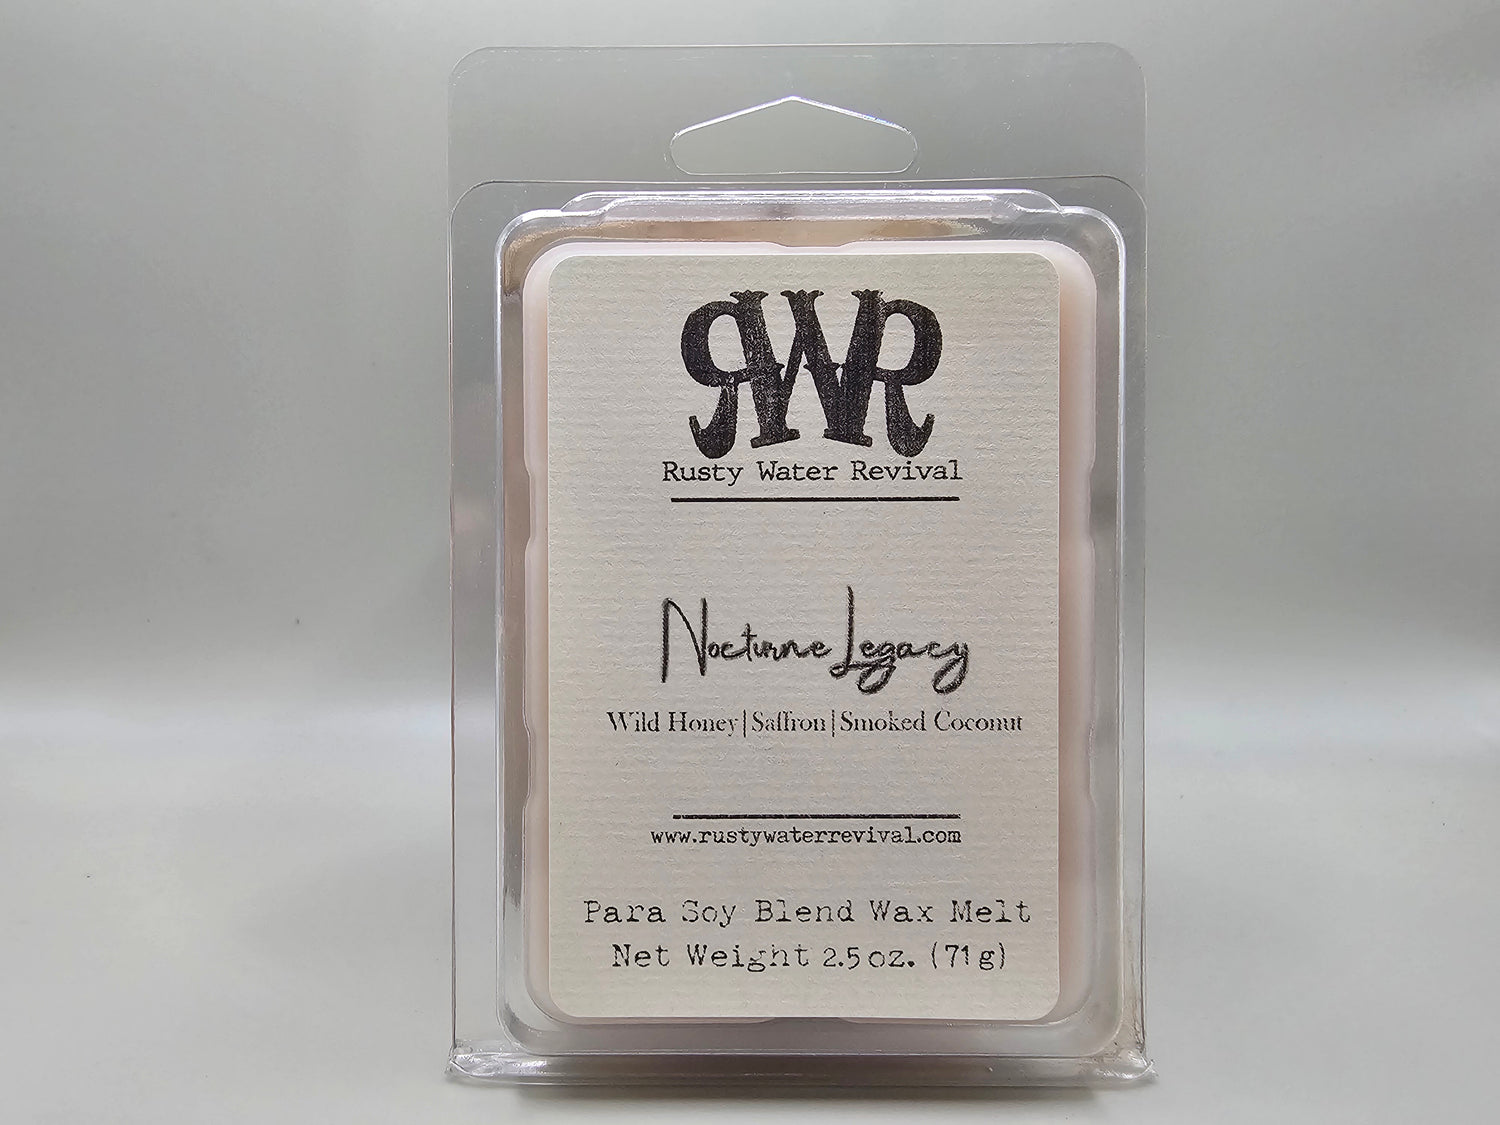 RWR
Rusty Water Revival
Nocturne Legacy
Wild Honey|Saffron|Smoked Coconut
www.rustywaterrevival.com
Para Soy Blend Wax Melt
Net Weight 2.5 oz. (71 g)